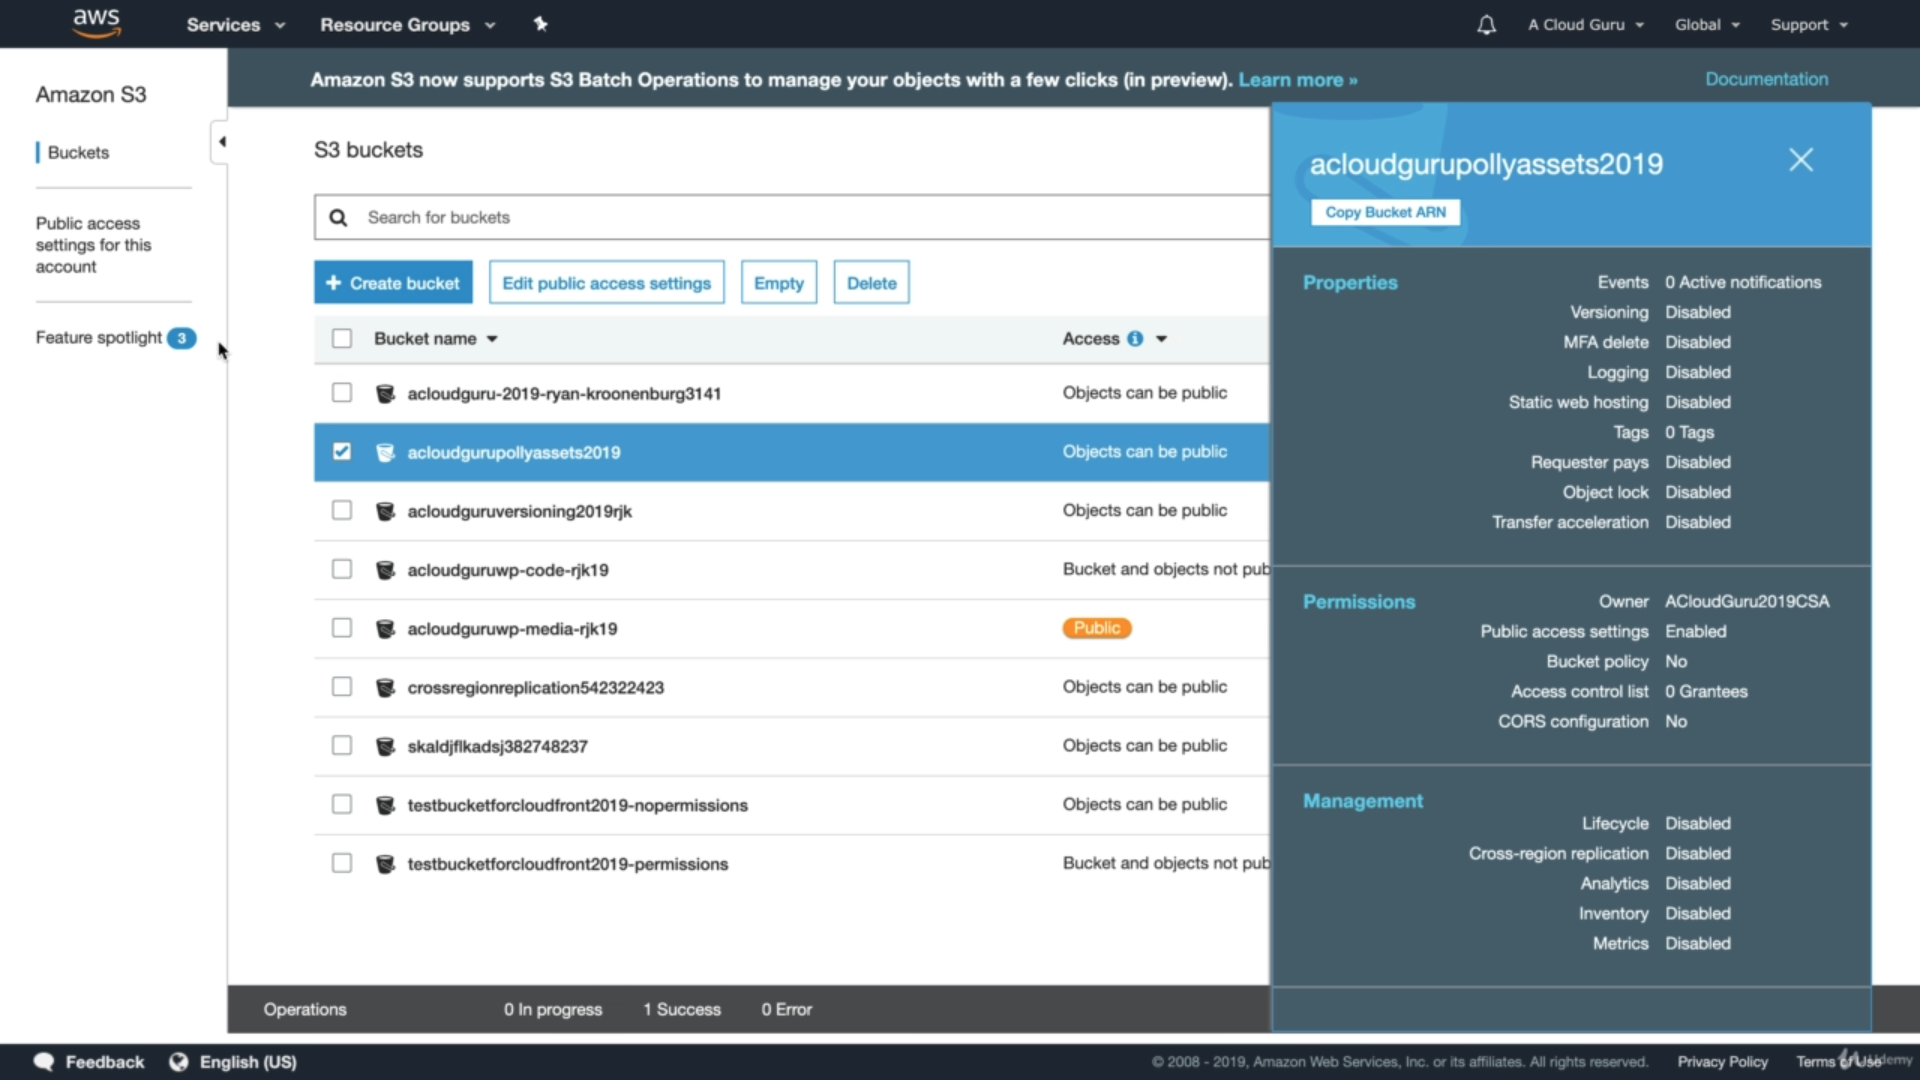 aws Services Resource Groups A Cloud Guru Global Support
Amazon S3 now supports S3 Batch Operations to manage your objects with a few clicks (in preview). Learn more » Documentation
Amazon S3
Buckets
Public access
settings for this
account
Feature spotlight 3
S3 buckets
Search for buckets
+ Create bucket Edit public access settings Empty Delete
Bucket name Access
acloudguru-2019-ryan-kroonenburg3141 Objects can be public
acloudgurupollyassets2019 Objects can be public
acloudguruversioning2019rjk Objects can be public
acloudguruwp-code-rjk19 Bucket and objects not pub
acloudguruwp-media-rjk19 Public
crossregionreplication542322423 Objects can be public
skaldjflkadsj382748237 Objects can be public
testbucketforcloudfront2019-nopermissions Objects can be public
testbucketforcloudfront2019-permissions Bucket and objects not pub
acloudgurupollyassets2019
Copy Bucket ARN
Properties Events 0 Active notifications
Versioning Disabled
MFA delete Disabled
Logging Disabled
Static web hosting Disabled
Tags 0 Tags
Requester pays Disabled
Object lock Disabled
Transfer acceleration Disabled
Permissions Owner ACloudGuru2019CSA
Public access settings Enabled
Bucket policy No
Access control list 0 Grantees
CORS configuration No
Management
Lifecycle Disabled
Cross-region replication Disabled
Analytics Disabled
Inventory Disabled
Metrics Disabled
Operations 0 In progress 1 Success 0 Error
Feedback English (US) © 2008 - 2019, Amazon Web Services, Inc. or its affiliates. All rights reserved. Privacy Policy Terms of Use